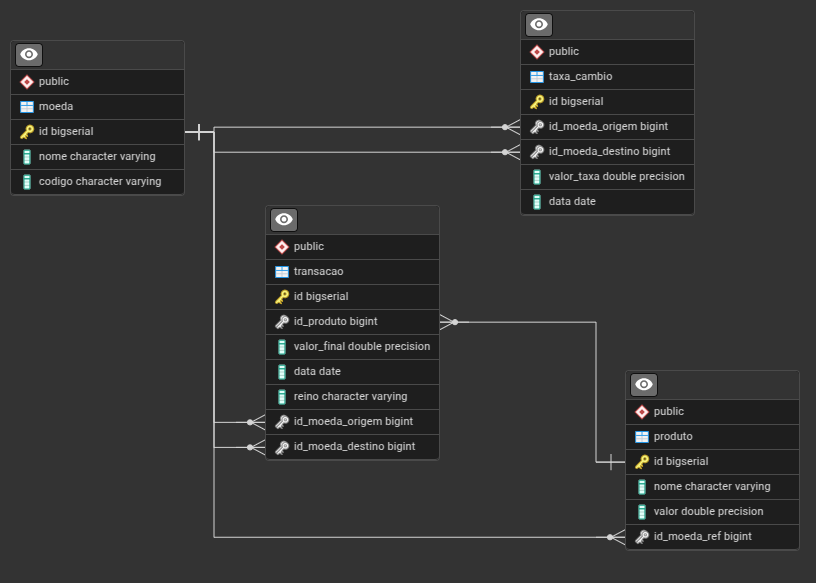 public
moeda
id bigserial
nome character varying
codigo character varying
public
taxa_cambio
id bigserial
id_moeda_origem bigint
id_moeda_destino bigint
valor_taxa double precision
data date
public
transacao
id bigserial
id_produto bigint
valor_final double precision
data date
reino character varying
id_moeda_origem bigint
id_moeda_destino bigint
public
produto
id bigserial
nome character varying
valor double precision
id_moeda_ref bigint